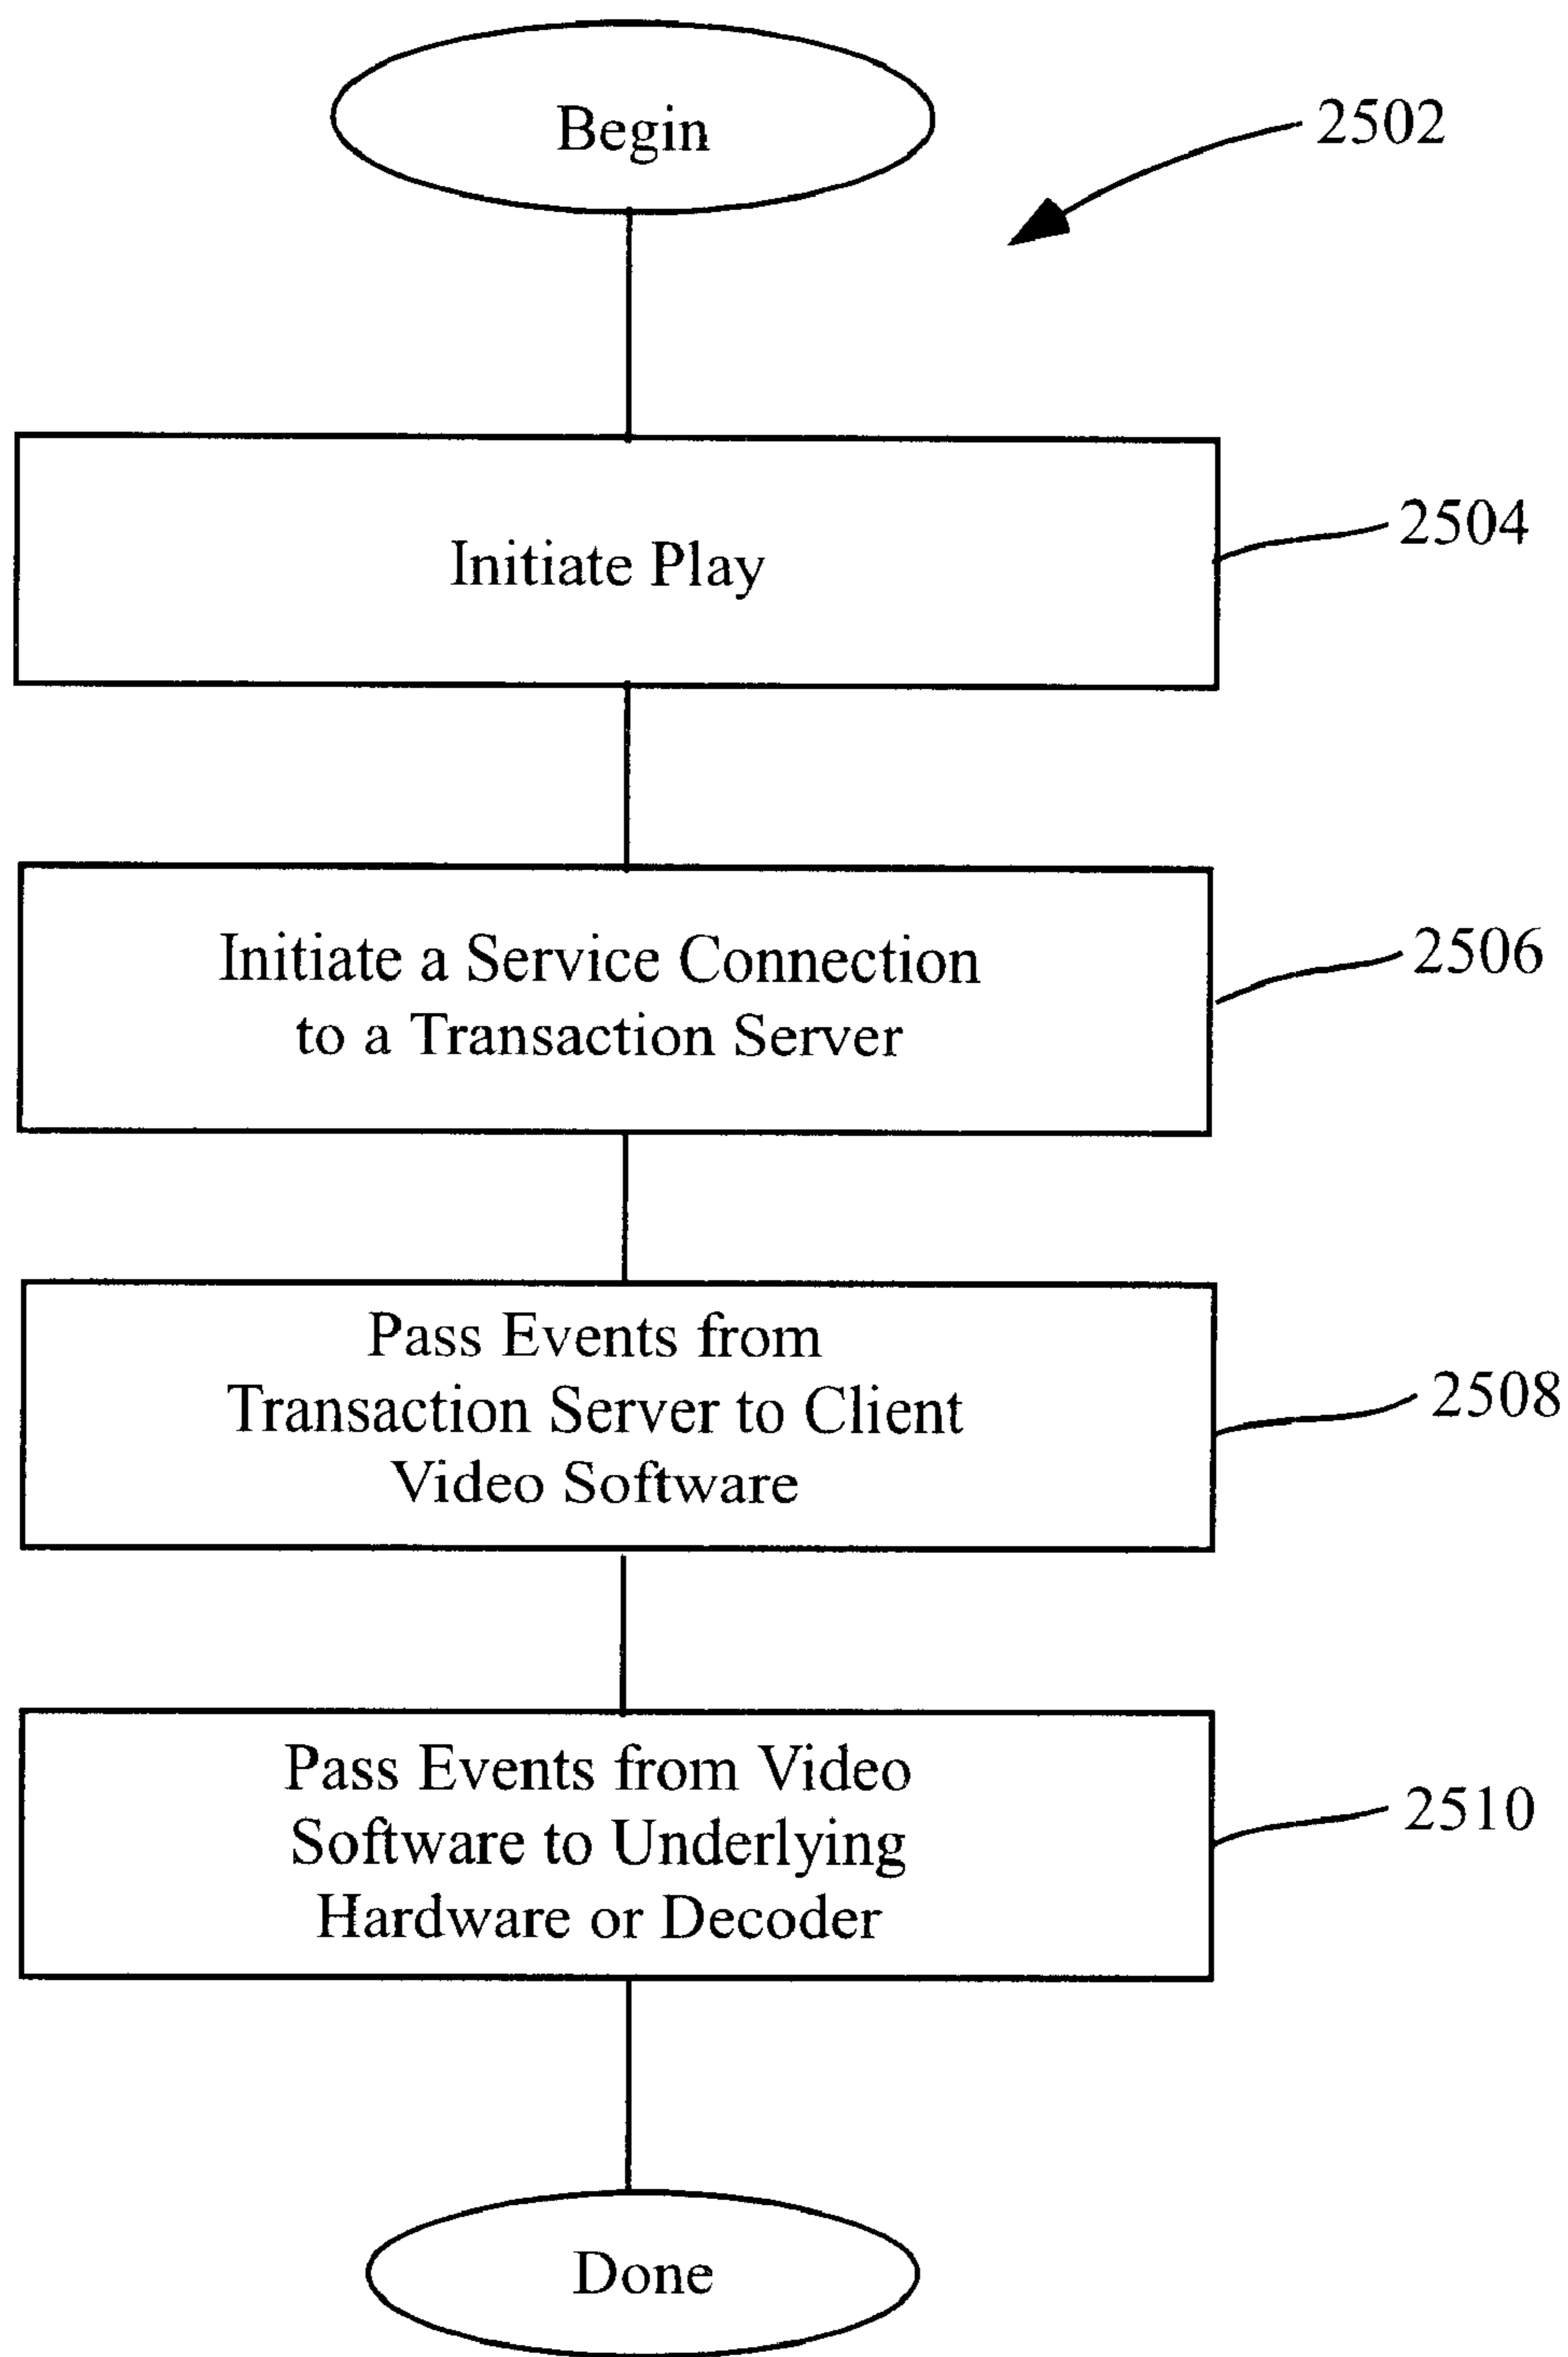 Begin
2502
Initiate Play
2504
Initiate a Service Connection
to a Transaction Server
2506
Pass Events from
Transaction Server to Client
Video Software
2508
Pass Events from Video
Software to Underlying
Hardware or Decoder
2510
Done